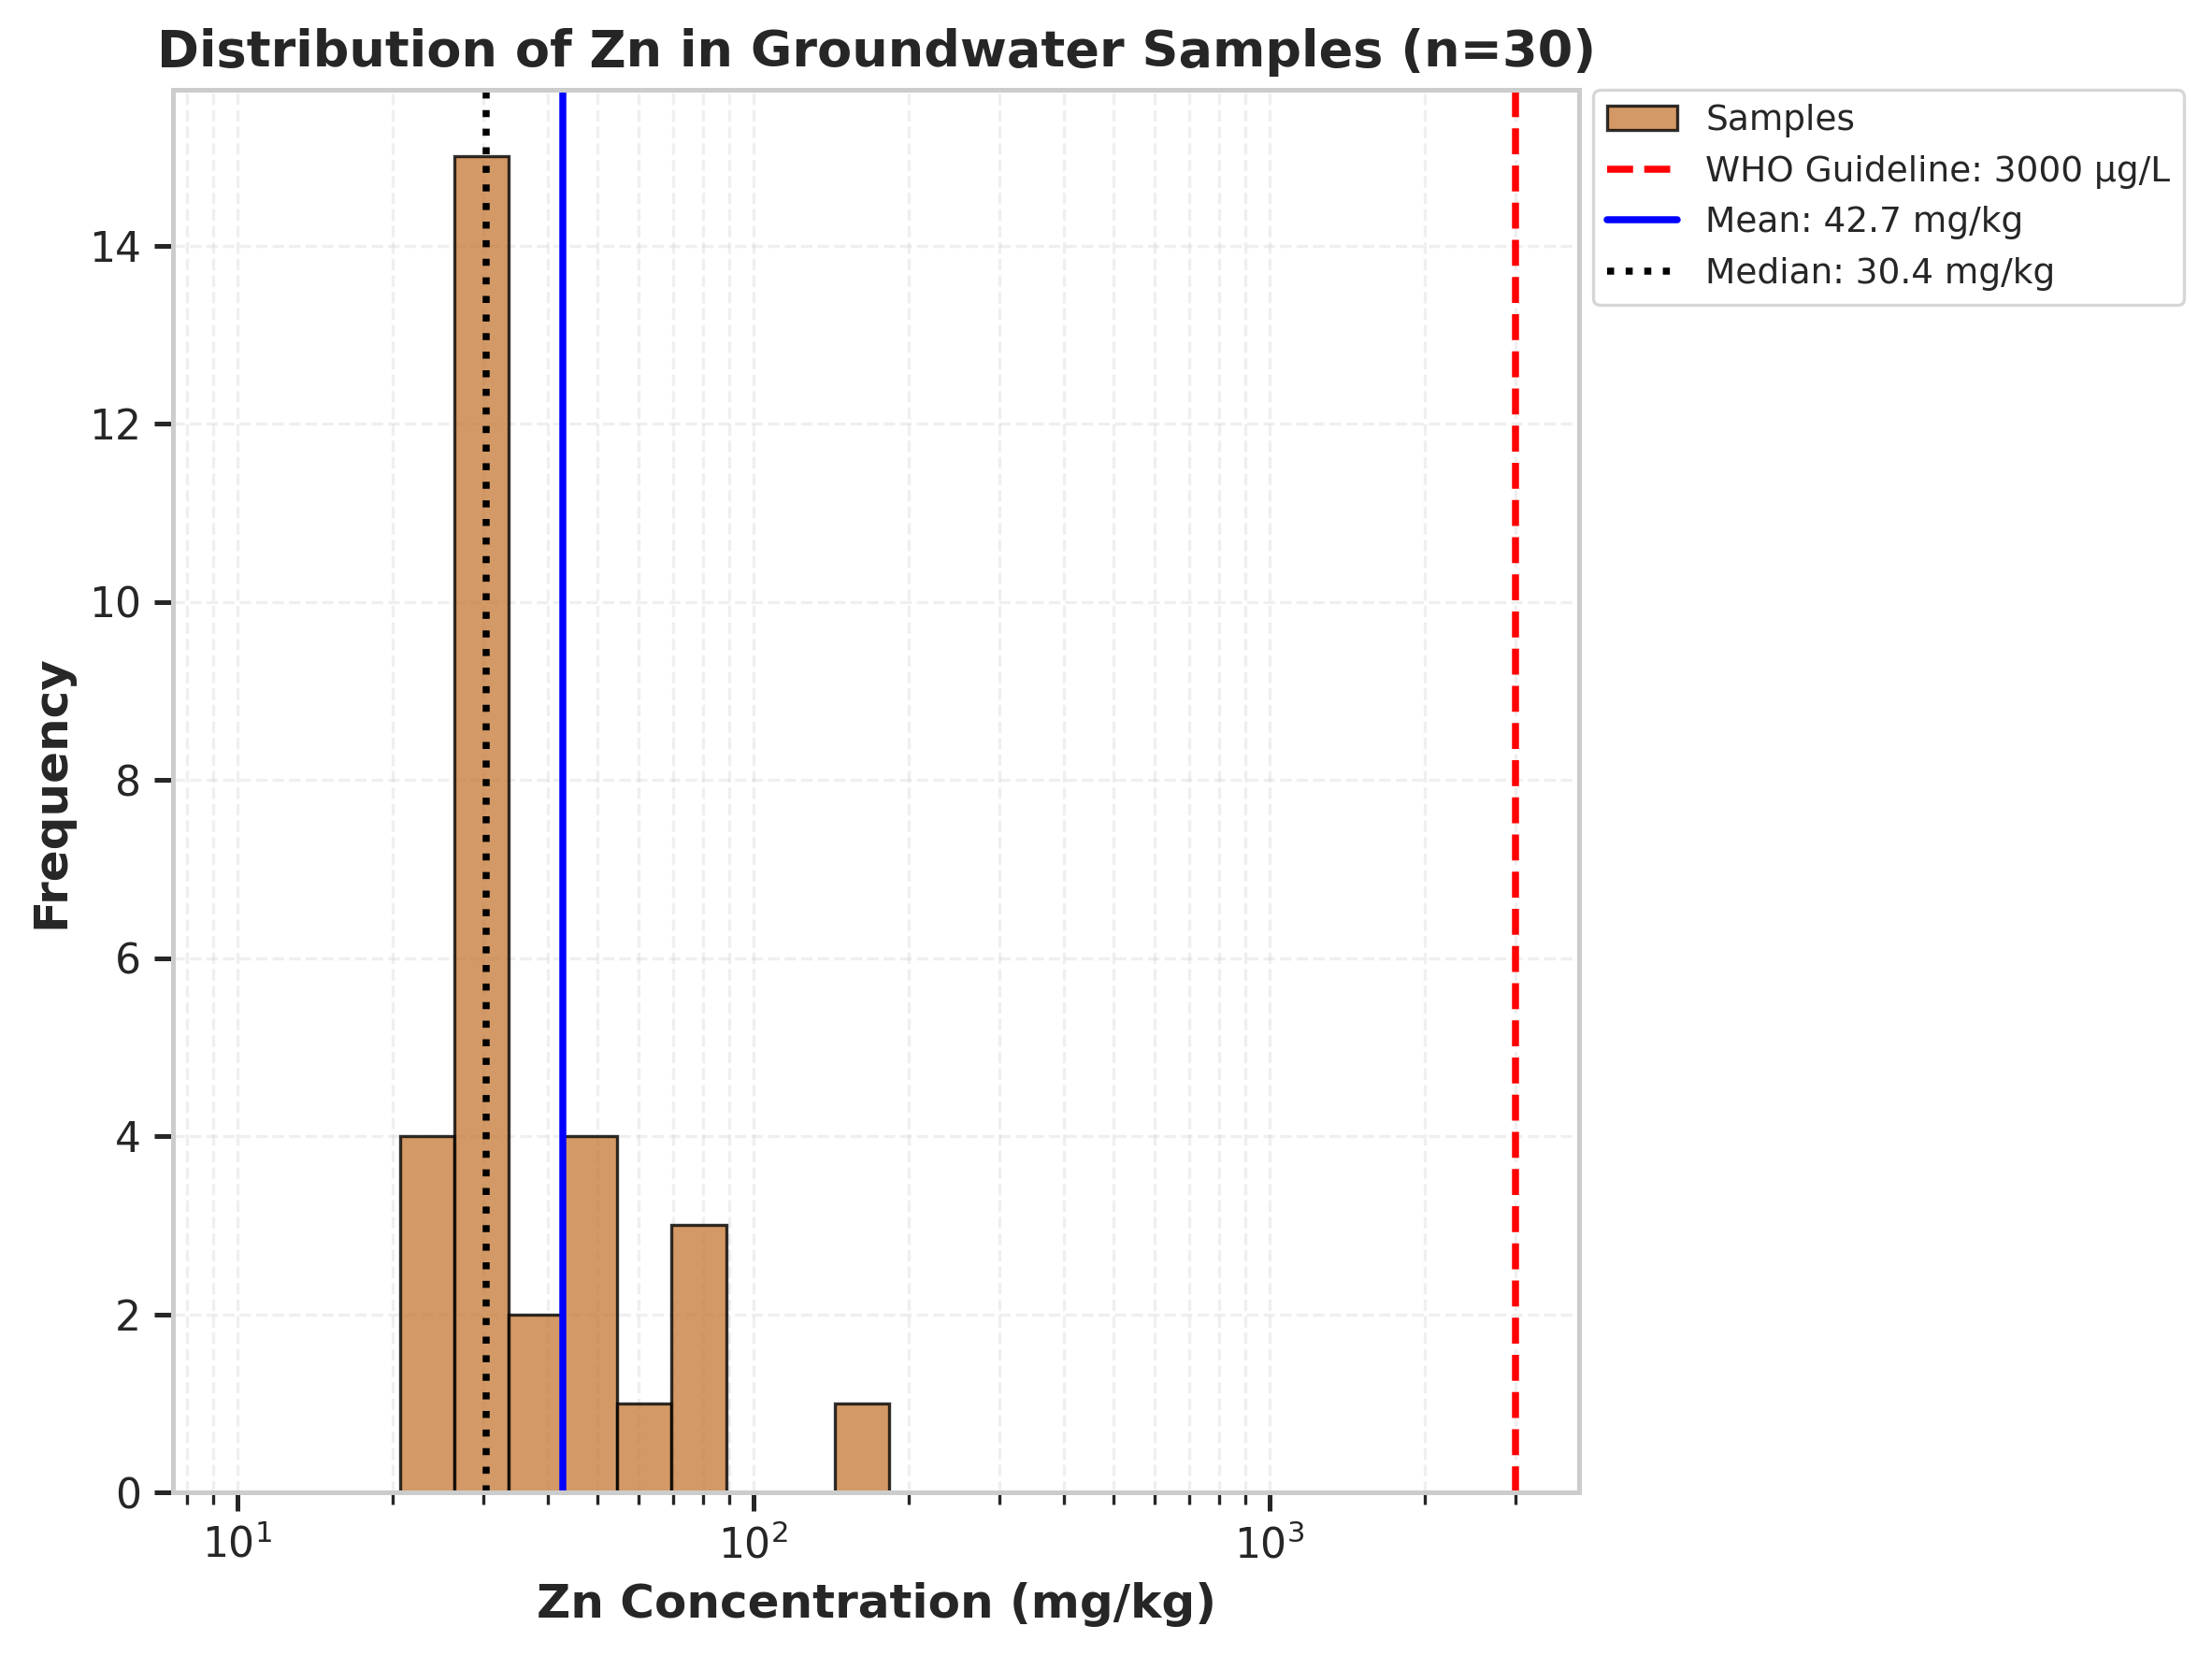 Distribution of Zn in Groundwater Samples (n=30)
Samples
WHO Guideline: 3000 µg/L
Mean: 42.7 mg/kg
Median: 30.4 mg/kg
Frequency
14
12
10
8
6
4
2
0
10¹ 10² 10³
Zn Concentration (mg/kg)